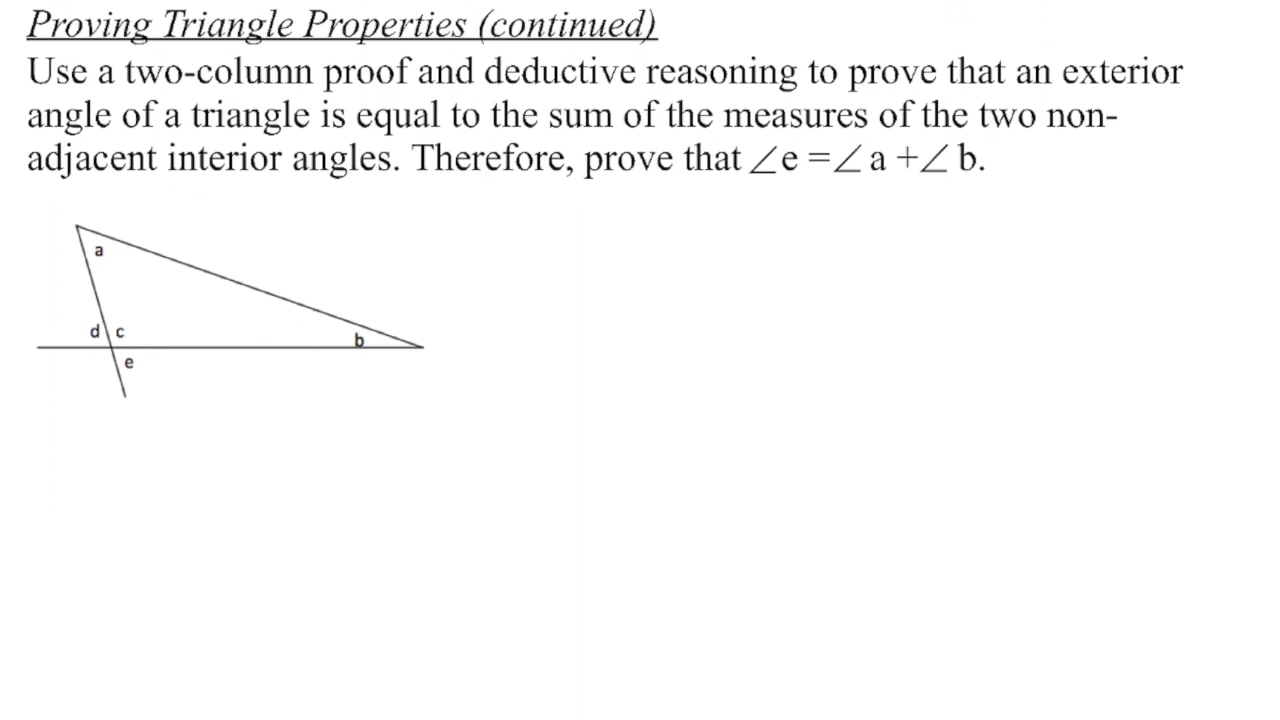 Proving Triangle Properties (continued)
Use a two-column proof and deductive reasoning to prove that an exterior
angle of a triangle is equal to the sum of the measures of the two non-
adjacent interior angles. Therefore, prove that ∠e =∠ a +∠ b.
a
d c
b
e